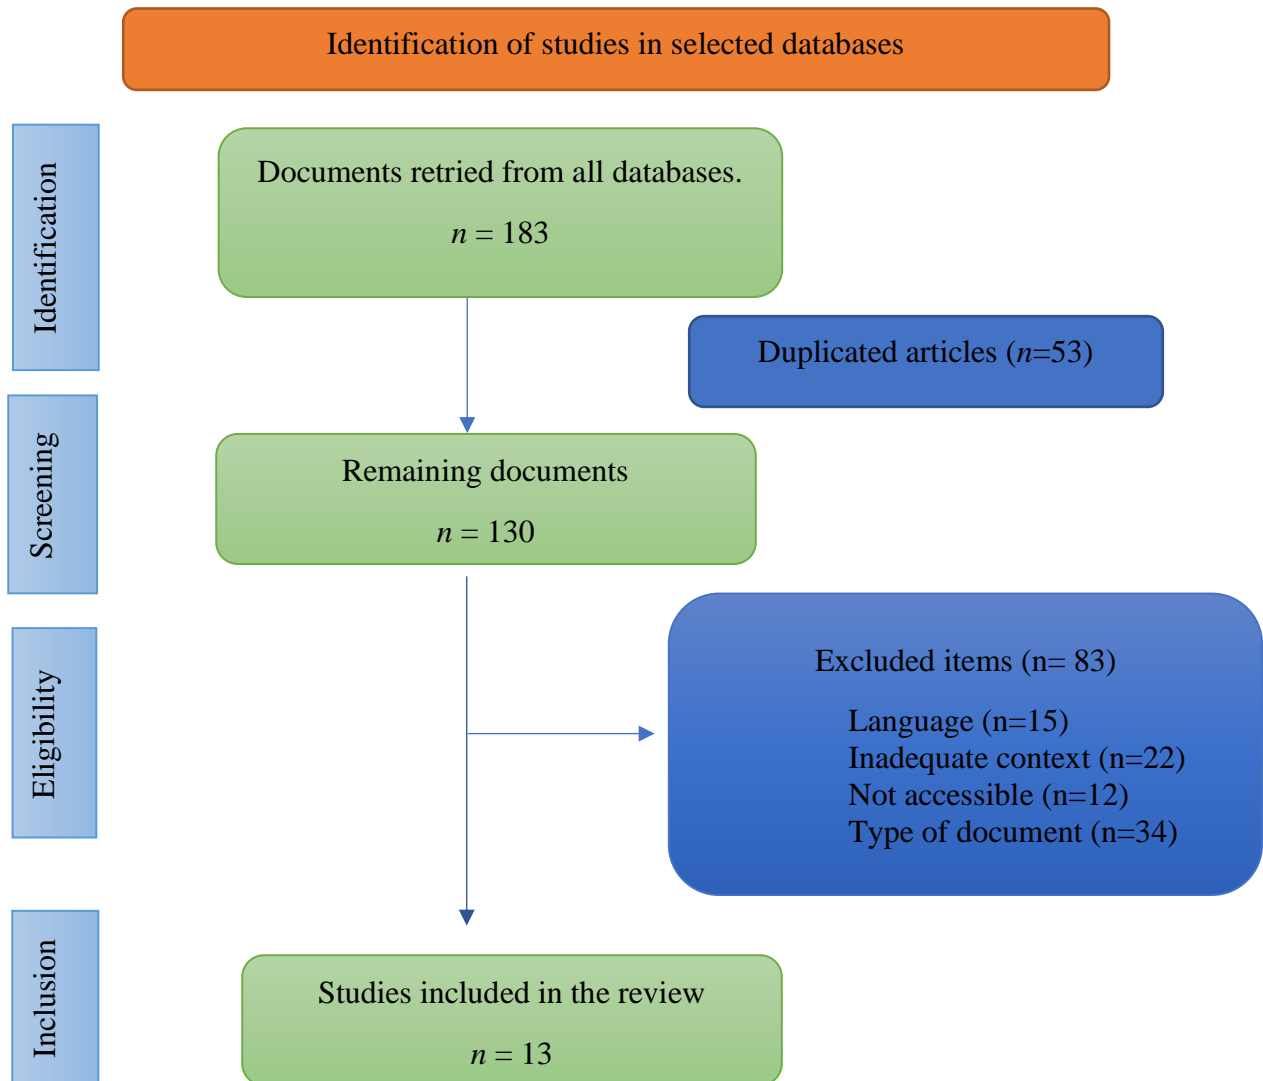 Identification of studies in selected databases
Identification
Documents retried from all databases.
n = 183
Duplicated articles (n=53)
Screening
Remaining documents
n = 130
Eligibility
Excluded items (n= 83)
Language (n=15)
Inadequate context (n=22)
Not accessible (n=12)
Type of document (n=34)
Inclusion
Studies included in the review
n = 13